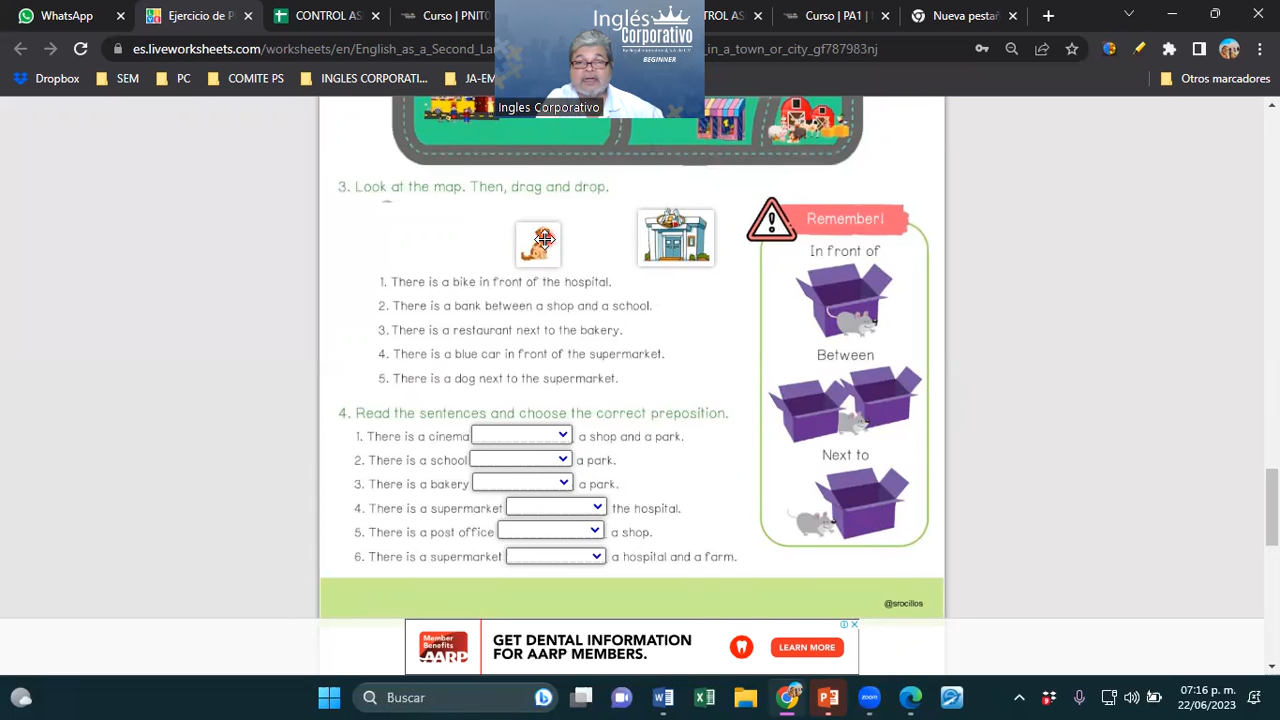 WhatsApp
Ejercicio de P
CONTROL AS
Inglés
Corporativo
BEGINNER
Ingles Corporativo
CONTROL AS
Curso PNITO
Curso
Nueva pestañ
es.liveworksheets.com/worksheets/en/English_as_a_Second_La
in_a_town_or_city_gf787983nj
Dropbox
SEM
PC
COMITE PS
INGLES CORPORATI...
JA-EM
Otros marcadores
3. Look at the map. Then, drag and drop.
1. There is a bike in front of the hospital.
2. There is a bank between a shop and a school.
3. There is a restaurant next to the bakery.
4. There is a blue car in front of the supermarket.
5. There is a dog next to the supermarket.
Remember!
In front of
Between
Next to
4. Read the sentences and choose the correct preposition.
1. There is a cinema a shop and a park.
2. There is a school a park.
3. There is a bakery a park.
4. There is a supermarket the hospital.
5. There is a post office a shop.
6. There is a supermarket a hospital and a farm.
@srocillos
Member
Benefits
AARP
GET DENTAL INFORMATION
FOR AARP MEMBERS.
LEARN MORE
Buscar
zoom
07:16 p. m.
22/06/2023